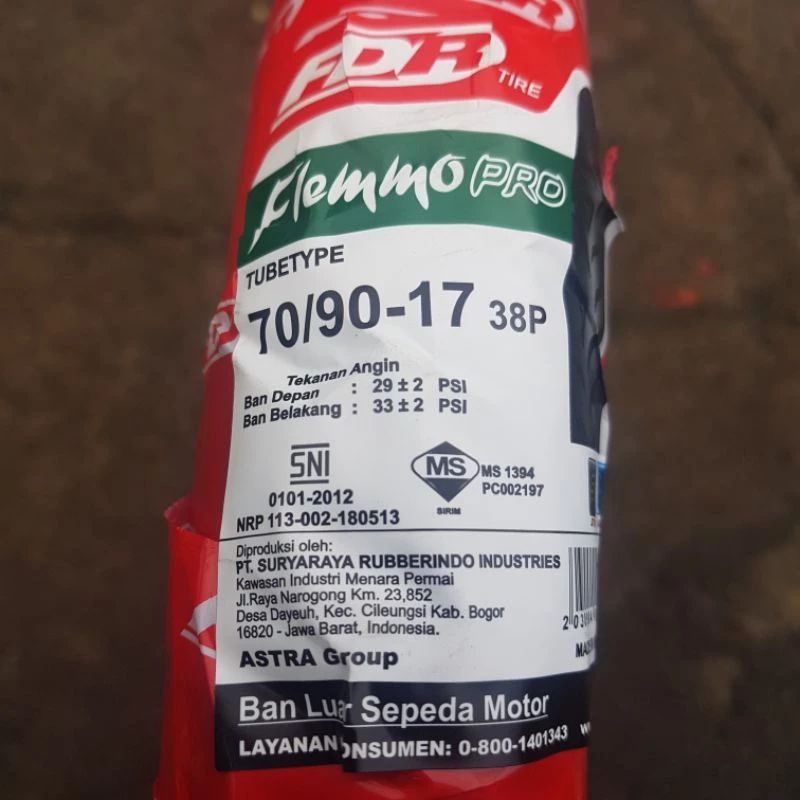 FDR
TIRE
Flemmo PRO
TUBETYPE
70/90-17 38P
Tekanan Angin
Ban Depan : 29 ± 2 PSI
Ban Belakang : 33 ± 2 PSI
SNI
0101-2012
NRP 113-002-180513
MS
SIRIM
MS 1394
PC002197
Diproduksi oleh:
PT. SURYARAYA RUBBERINDO INDUSTRIES
Kawasan Industri Menara Permai
Jl.Raya Narogong Km. 23,852
Desa Dayeuh, Kec. Cileungsi Kab. Bogor
16820 - Jawa Barat, Indonesia.
ASTRA Group
Ban Luar Sepeda Motor
LAYANAN KONSUMEN: 0-800-1401343